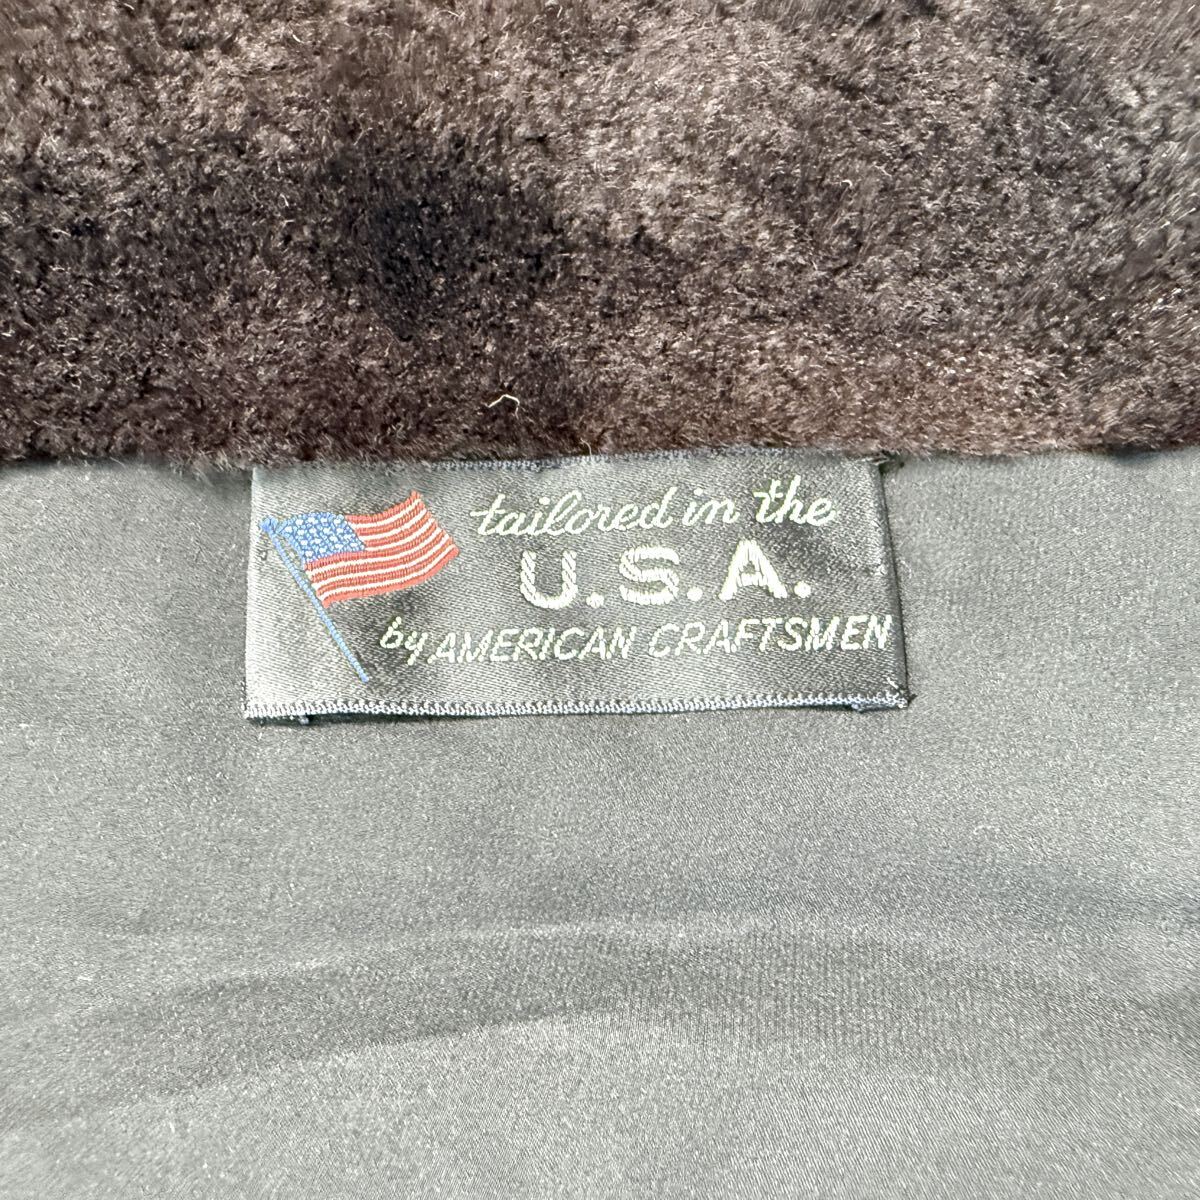 tailored in the
U.S.A.
by AMERICAN CRAFTSMEN